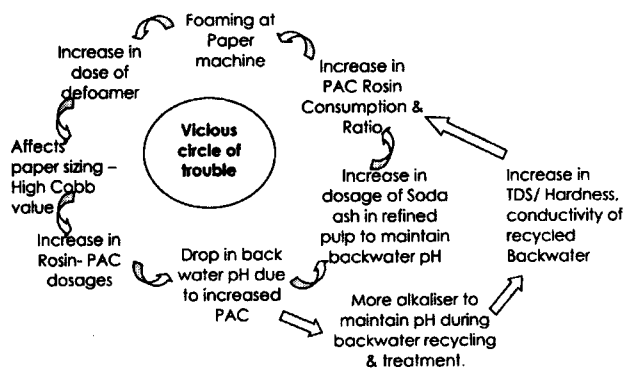 Foaming at
Paper
machine
Increase in
dose of
defoamer
Affects
paper sizing –
High Cobb
value
Increase in
Rosin- PAC
dosages
Drop in back
water pH due
to increased
PAC
Increase in
dosage of Soda
ash in refined
pulp to maintain
backwater pH
Increase in
PAC Rosin
Consumption &
Ratio
Vicious
circle of
trouble
More alkaliser to
maintain pH during
backwater recycling
& treatment.
Increase in
TDS/ Hardness,
conductivity of
recycled
Backwater